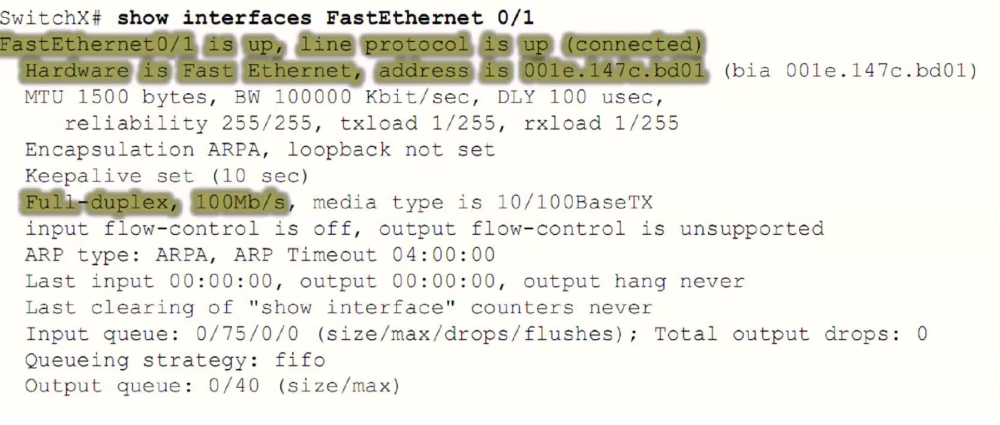 SwitchX# show interfaces FastEthernet 0/1
FastEthernet0/1 is up, line protocol is up (connected)
Hardware is Fast Ethernet, address is 001e.147c.bd01 (bia 001e.147c.bd01)
MTU 1500 bytes, BW 100000 Kbit/sec, DLY 100 usec,
reliability 255/255, txload 1/255, rxload 1/255
Encapsulation ARPA, loopback not set
Keepalive set (10 sec)
Full-duplex, 100Mb/s, media type is 10/100BaseTX
input flow-control is off, output flow-control is unsupported
ARP type: ARPA, ARP Timeout 04:00:00
Last input 00:00:00, output 00:00:00, output hang never
Last clearing of "show interface" counters never
Input queue: 0/75/0/0 (size/max/drops/flushes); Total output drops: 0
Queueing strategy: fifo
Output queue: 0/40 (size/max)